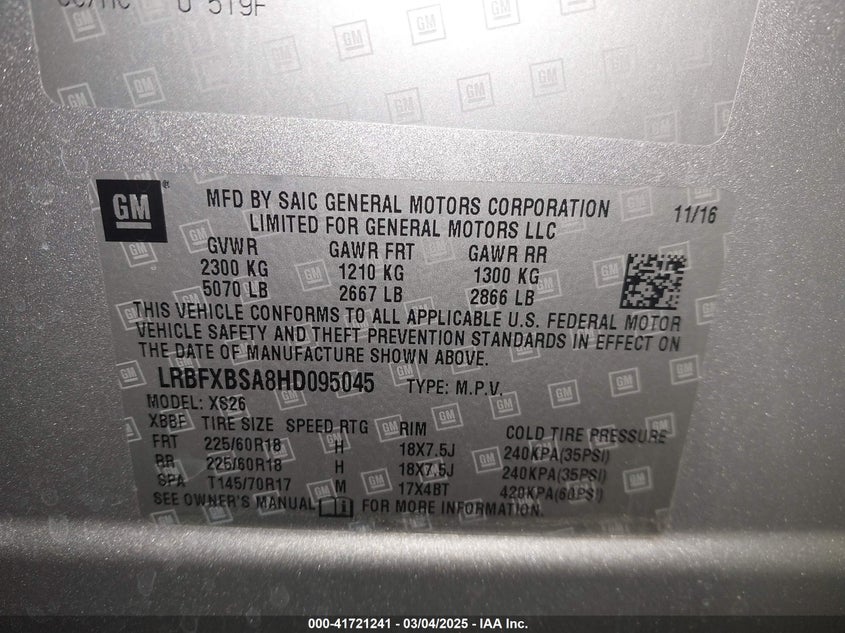 U 5T9F
GM
MFD BY SAIC GENERAL MOTORS CORPORATION
LIMITED FOR GENERAL MOTORS LLC
11/16
GVWR GAWR FRT GAWR RR
2300 KG 1210 KG 1300 KG
5070 LB 2667 LB 2866 LB
THIS VEHICLE CONFORMS TO ALL APPLICABLE U.S. FEDERAL MOTOR
VEHICLE SAFETY AND THEFT PREVENTION STANDARDS IN EFFECT ON
THE DATE OF MANUFACTURE SHOWN ABOVE.
LRBFXBSA8HD095045 TYPE: M.P.V.
MODEL: XS26
XBBF TIRE SIZE SPEED RTG RIM COLD TIRE PRESSURE
FRT 225/60R18 H 18X7.5J 240KPA(35PSI)
RR 225/60R18 H 18X7.5J 240KPA(35PSI)
SPA T145/70R17 M 17X4BT 420KPA(60PSI)
SEE OWNER'S MANUAL FOR MORE INFORMATION.
000-41721241 - 03/04/2025 - IAA Inc.